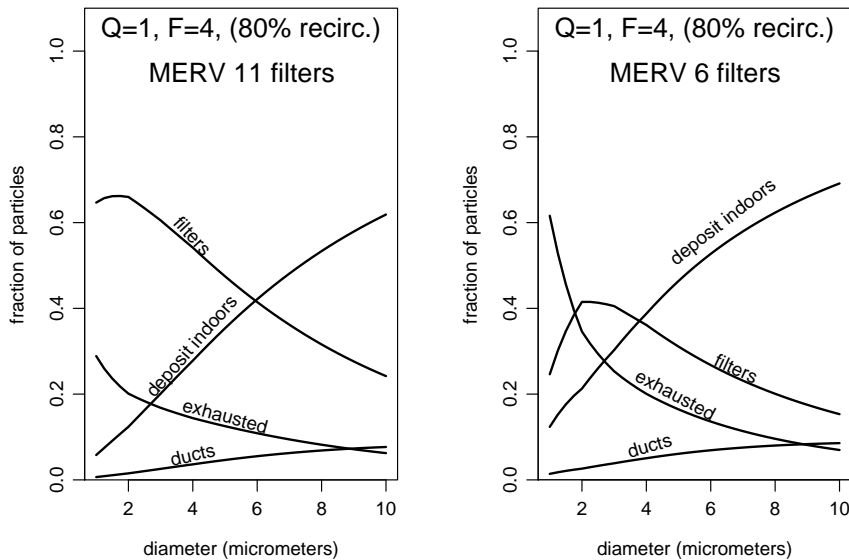 Q=1, F=4, (80% recirc.)
MERV 11 filters
fraction of particles
1.0
0.8
0.6
0.4
0.2
0.0
filters
deposit indoors
exhausted
ducts
2 4 6 8 10
diameter (micrometers)
Q=1, F=4, (80% recirc.)
MERV 6 filters
fraction of particles
1.0
0.8
0.6
0.4
0.2
0.0
deposit indoors
filters
exhausted
ducts
2 4 6 8 10
diameter (micrometers)